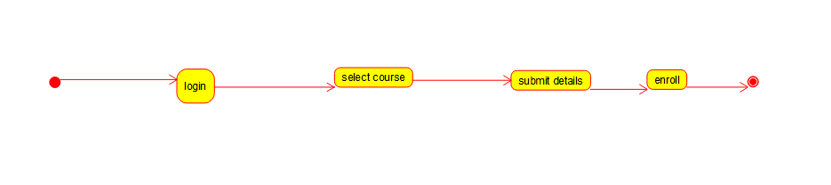 login
select course
submit details
enroll